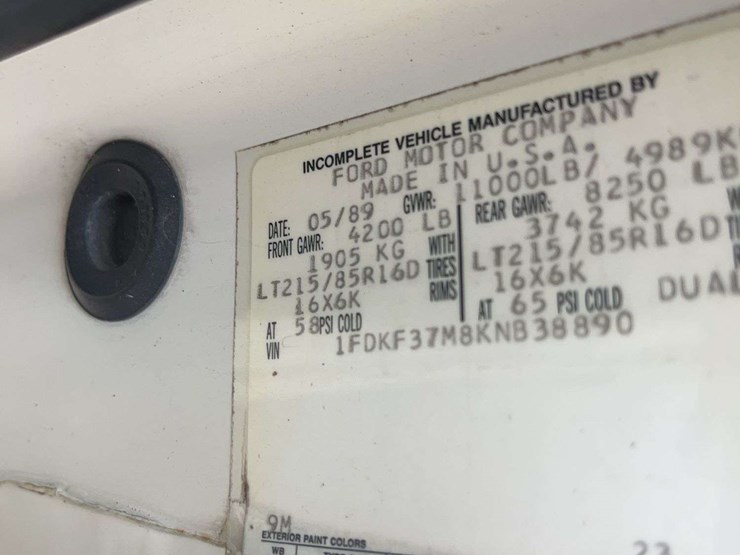 INCOMPLETE VEHICLE MANUFACTURED BY
FORD MOTOR COMPANY
MADE IN U.S.A.
DATE: 05/89 GVWR: 11000LB/ 4989K
FRONT GAWR: 4200 LB REAR GAWR: 8250 LB
1905 KG WITH 3742 KG
LT215/85R16D TIRES LT215/85R16D
16X6K RIMS 16X6K
AT 58PSI COLD AT 65 PSI COLD DUAL
VIN 1FDKF37M8KNB38890
9M
EXTERIOR PAINT COLORS
WB